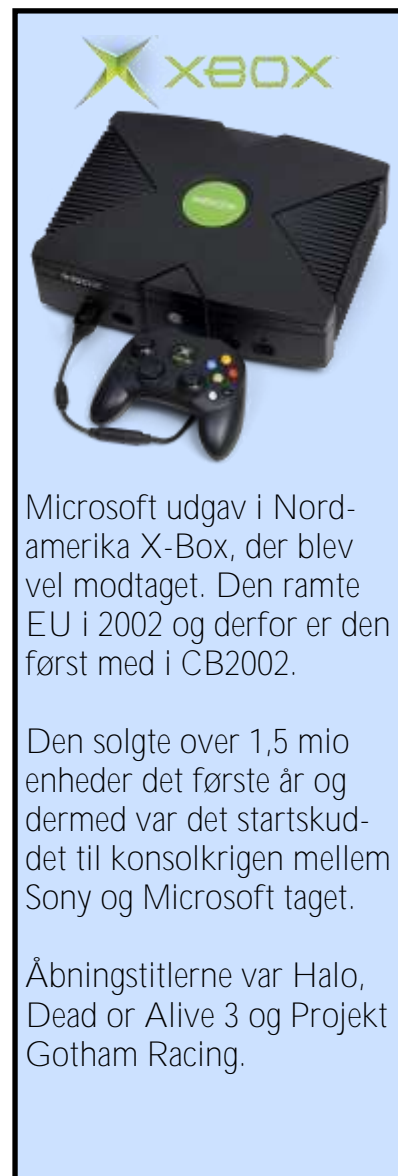 XBOX
Microsoft udgav i Nord-
amerika X-Box, der blev
vel modtaget. Den ramte
EU i 2002 og derfor er den
først med i CB2002.
Den solgte over 1,5 mio
enheder det første år og
dermed var det startskud-
det til konsolkrigen mellem
Sony og Microsoft taget.
Åbningstitlerne var Halo,
Dead or Alive 3 og Projekt
Gotham Racing.